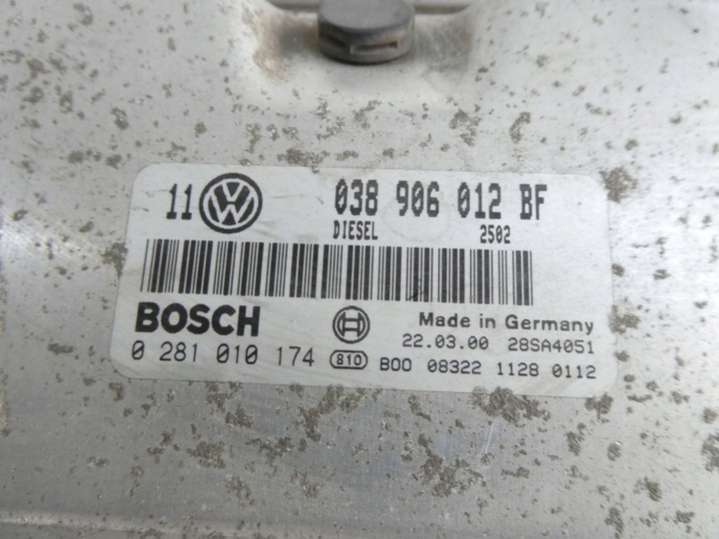 11 VW 038 906 012 BF
DIESEL 2502
BOSCH Made in Germany
22.03.00 28SA4051
0 281 010 174 810 B00 08322 1128 0112